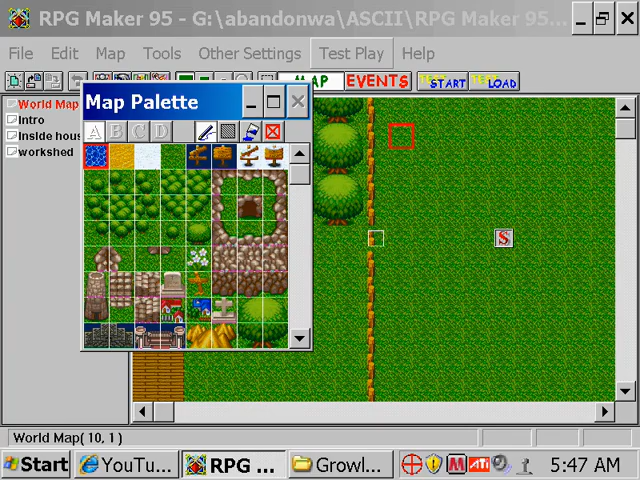 RPG Maker 95 - G:\abandonwa\ASCII\RPG Maker 95...
File Edit Map Tools Other Settings Test Play Help
MAP EVENTS TEST START TEST LOAD
World Map
Intro
Inside hous
workshed
Map Palette
A B C D
S
World Map( 10, 1 )
Start YouTu... RPG ... Growl... 5:47 AM